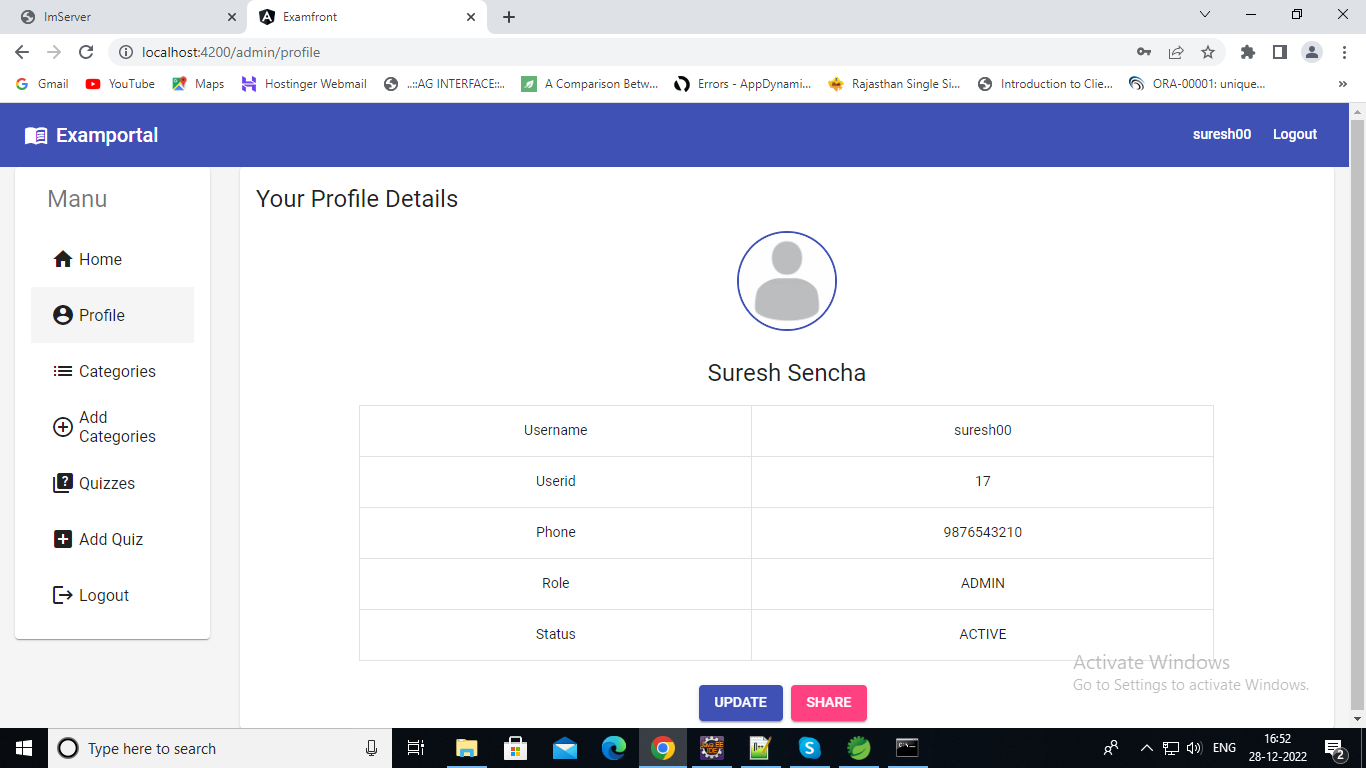 ImServer
Examfront
localhost:4200/admin/profile
Gmail
YouTube
Maps
Hostinger Webmail
..::AG INTERFACE::..
A Comparison Betw...
Errors - AppDynami...
Rajasthan Single Si...
Introduction to Clie...
ORA-00001: unique...
»
Examportal
suresh00
Logout
Manu
Home
Profile
Categories
Add
Categories
Quizzes
Add Quiz
Logout
Your Profile Details
Suresh Sencha
Username suresh00
Userid 17
Phone 9876543210
Role ADMIN
Status ACTIVE
UPDATE
SHARE
Activate Windows
Go to Settings to activate Windows.
Type here to search
ENG
16:52
28-12-2022
2